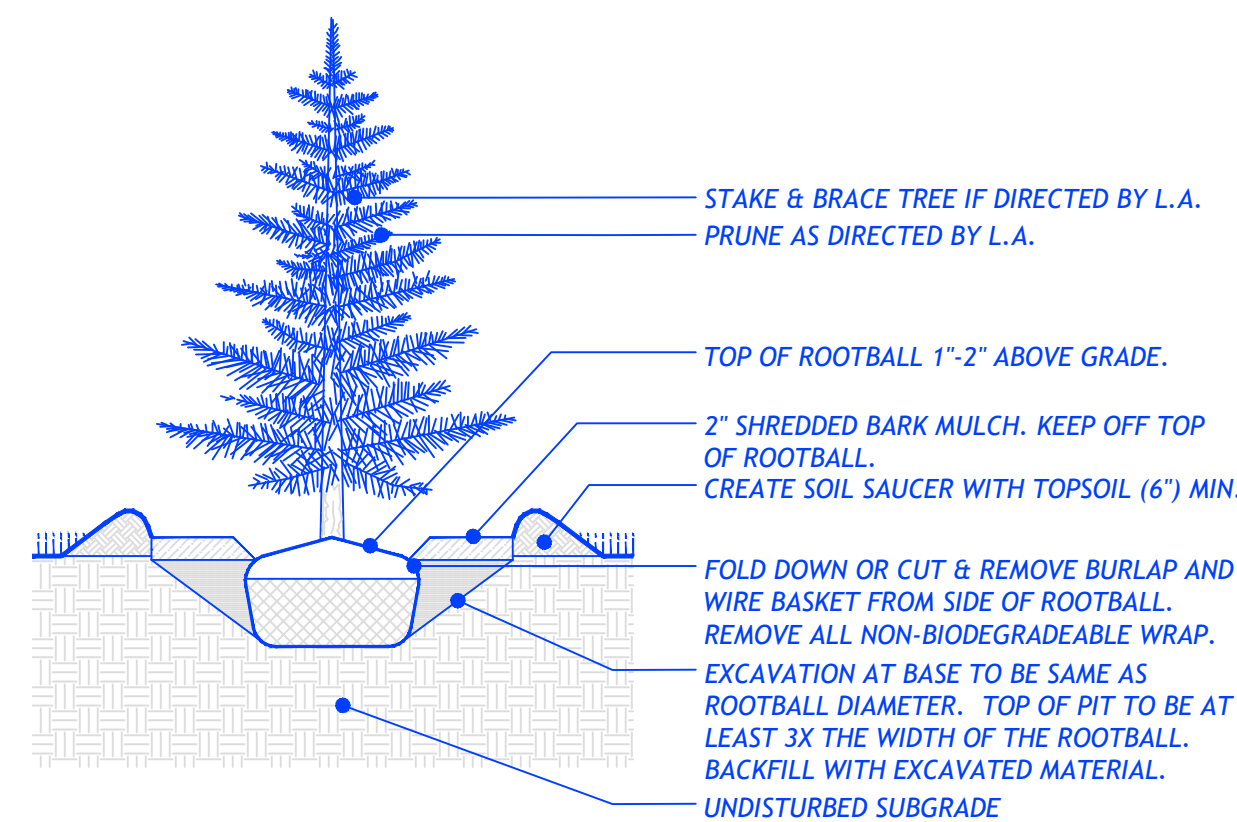 STAKE & BRACE TREE IF DIRECTED BY L.A.
PRUNE AS DIRECTED BY L.A.
TOP OF ROOTBALL 1"-2" ABOVE GRADE.
2" SHREDDED BARK MULCH. KEEP OFF TOP
OF ROOTBALL.
CREATE SOIL SAUCER WITH TOPSOIL (6") MIN.
FOLD DOWN OR CUT & REMOVE BURLAP AND
WIRE BASKET FROM SIDE OF ROOTBALL.
REMOVE ALL NON-BIODEGRADEABLE WRAP.
EXCAVATION AT BASE TO BE SAME AS
ROOTBALL DIAMETER.  TOP OF PIT TO BE AT
LEAST 3X THE WIDTH OF THE ROOTBALL.
BACKFILL WITH EXCAVATED MATERIAL.
UNDISTURBED SUBGRADE